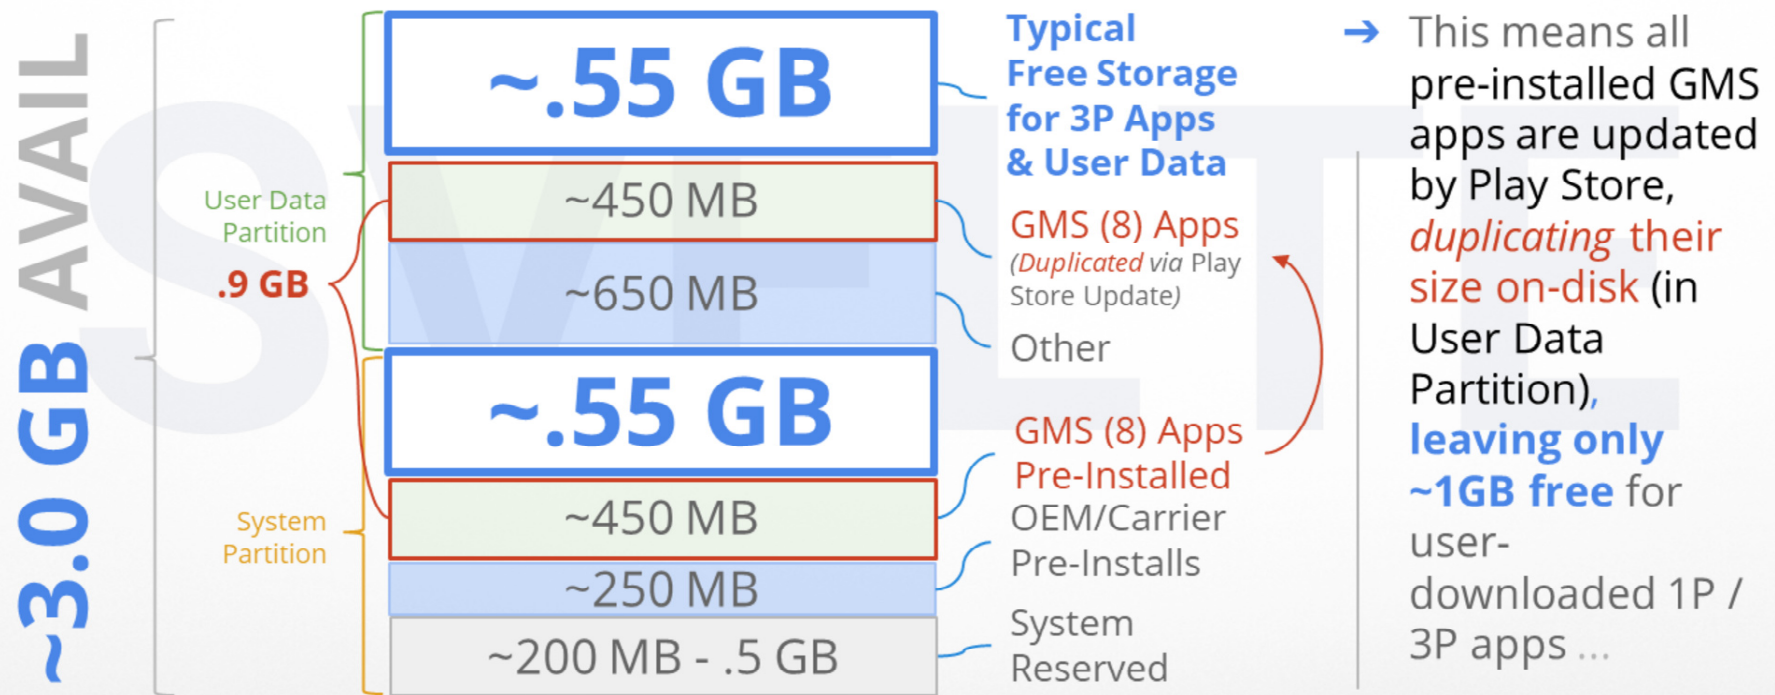 ~3.0 GB AVAIL
User Data
Partition
.9 GB
System
Partition
~.55 GB
~450 MB
~650 MB
~.55 GB
~450 MB
~250 MB
~200 MB - .5 GB
Typical
Free Storage
for 3P Apps
& User Data
GMS (8) Apps
(Duplicated via Play
Store Update)
Other
GMS (8) Apps
Pre-Installed
OEM/Carrier
Pre-Installs
System
Reserved
➔ This means all
pre-installed GMS
apps are updated
by Play Store,
duplicating their
size on-disk (in
User Data
Partition),
leaving only
~1GB free for
user-
downloaded 1P /
3P apps ...
SVELTE